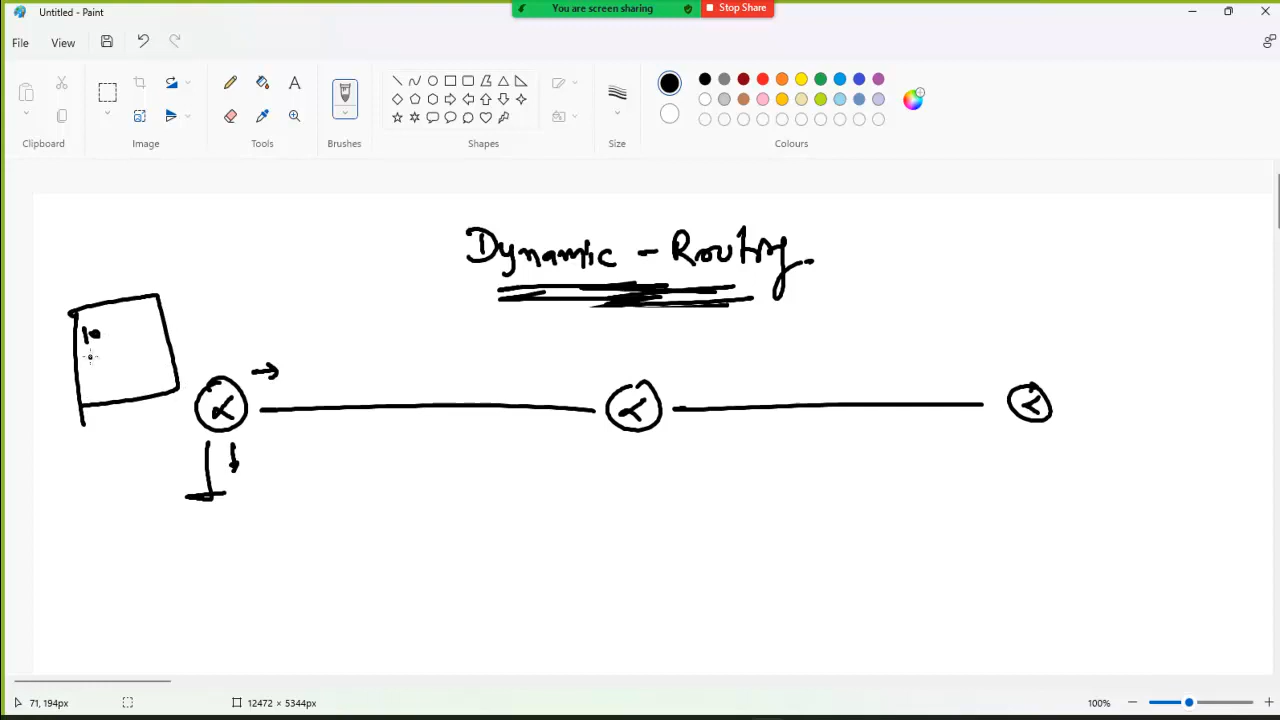 Untitled - Paint
You are screen sharing
Stop Share
File View
Clipboard
Image
Tools
Brushes
Shapes
Size
Colours
Dynamic - Routing.
10
71, 194px
12472 × 5344px
100%